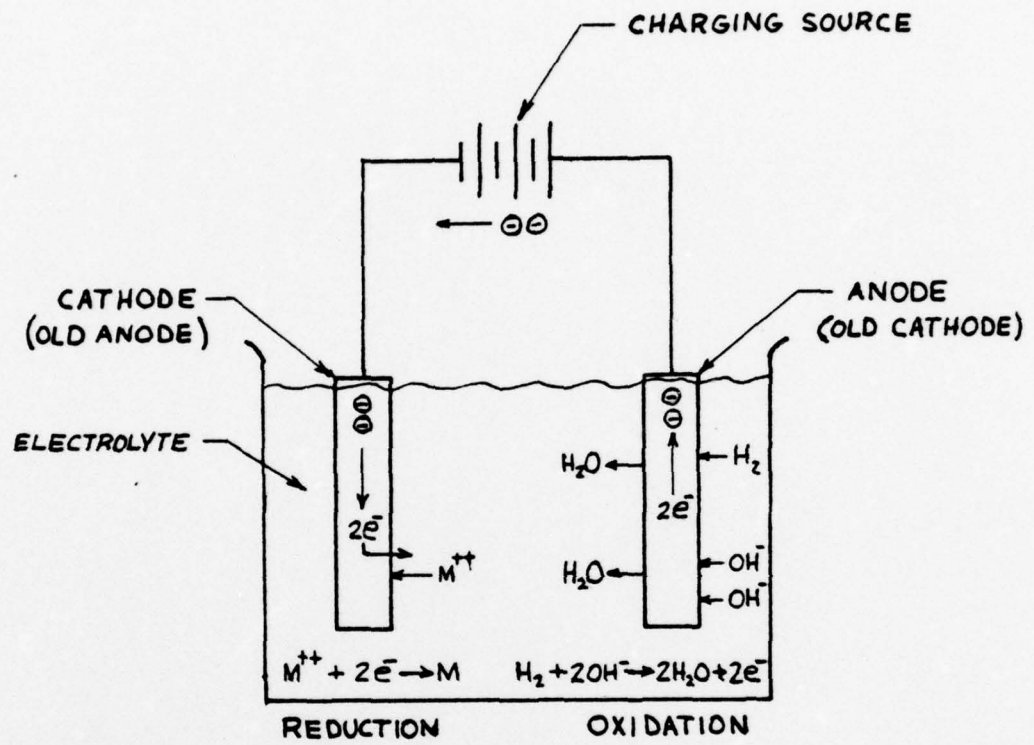 CHARGING SOURCE
⊖⊖
CATHODE
(OLD ANODE)
ANODE
(OLD CATHODE)
ELECTROLYTE
⊖
⊖
2e⁻
M⁺⁺
⊖
⊖
H₂O
H₂
2e⁻
H₂O
OH⁻
OH⁻
M⁺⁺ + 2e⁻ → M
H₂ + 2OH⁻ → 2H₂O + 2e⁻
REDUCTION
OXIDATION